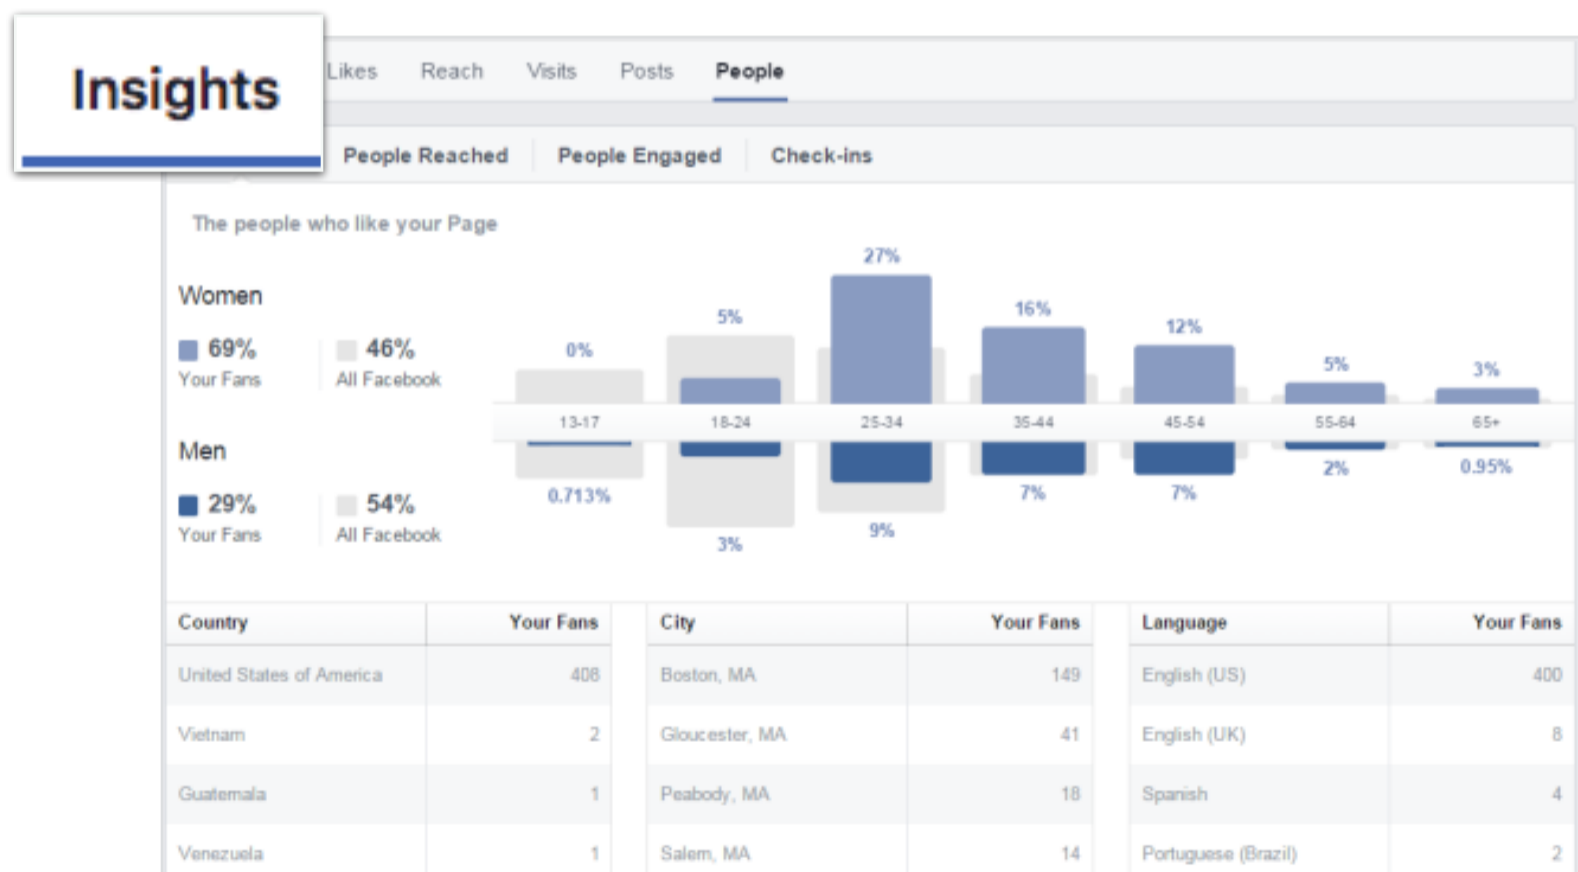 Insights
Likes Reach Visits Posts People
People Reached People Engaged Check-ins
The people who like your Page
Women
69% Your Fans
46% All Facebook
Men
29% Your Fans
54% All Facebook
0% 5% 27% 16% 12% 5% 3%
13-17 18-24 25-34 35-44 45-54 55-64 65+
0.713% 3% 9% 7% 7% 2% 0.95%
Country Your Fans
United States of America 408
Vietnam 2
Guatemala 1
Venezuela 1
City Your Fans
Boston, MA 149
Gloucester, MA 41
Peabody, MA 18
Salem, MA 14
Language Your Fans
English (US) 400
English (UK) 8
Spanish 4
Portuguese (Brazil) 2